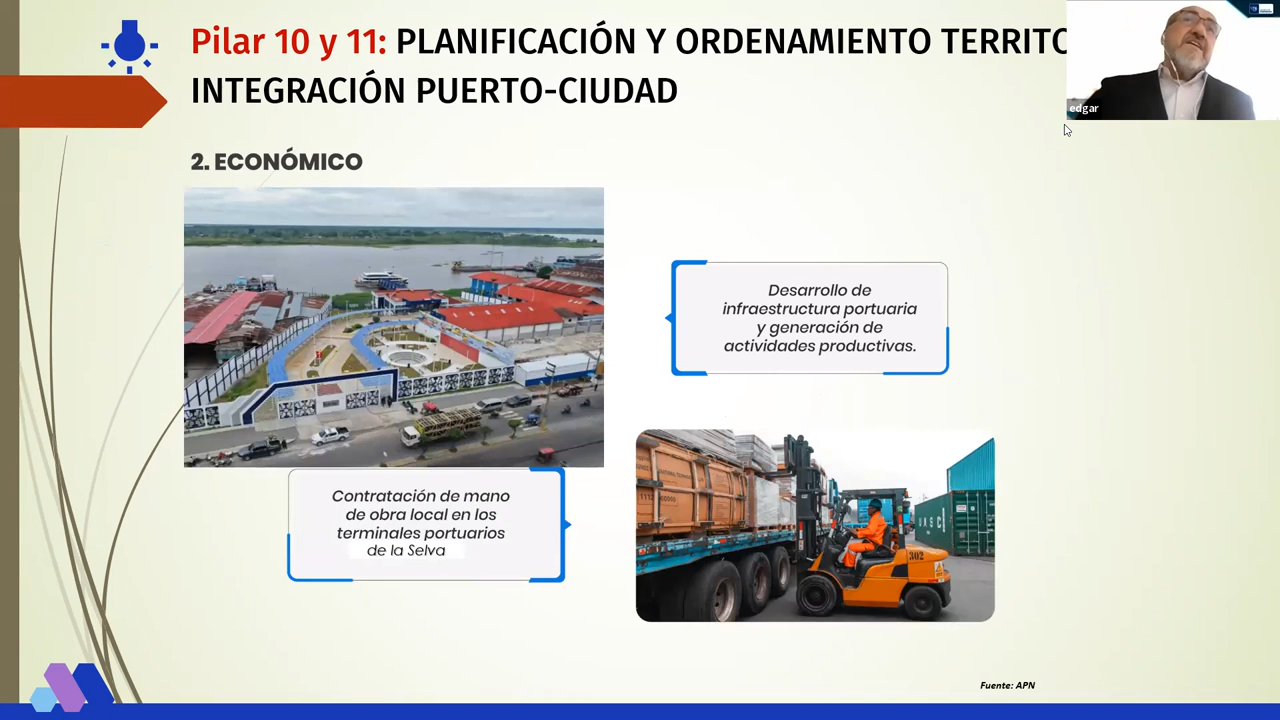 Pilar 10 y 11: PLANIFICACIÓN Y ORDENAMIENTO
INTEGRACIÓN PUERTO-CIUDAD
edgar
2. ECONÓMICO
Desarrollo de
infraestructura portuaria
y generación de
actividades productivas.
Contratación de mano
de obra local en los
terminales portuarios
de la Selva
302
Fuente: APN